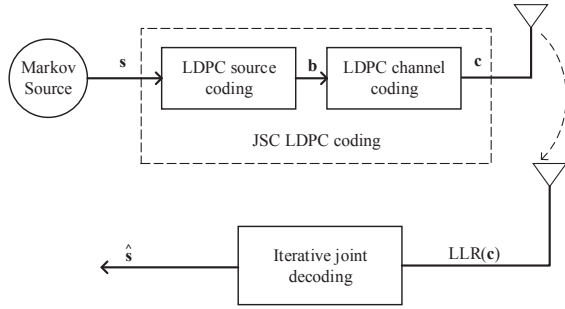 Markov
Source
s
LDPC source
coding
b
LDPC channel
coding
c
JSC LDPC coding
ŝ
Iterative joint
decoding
LLR(c)